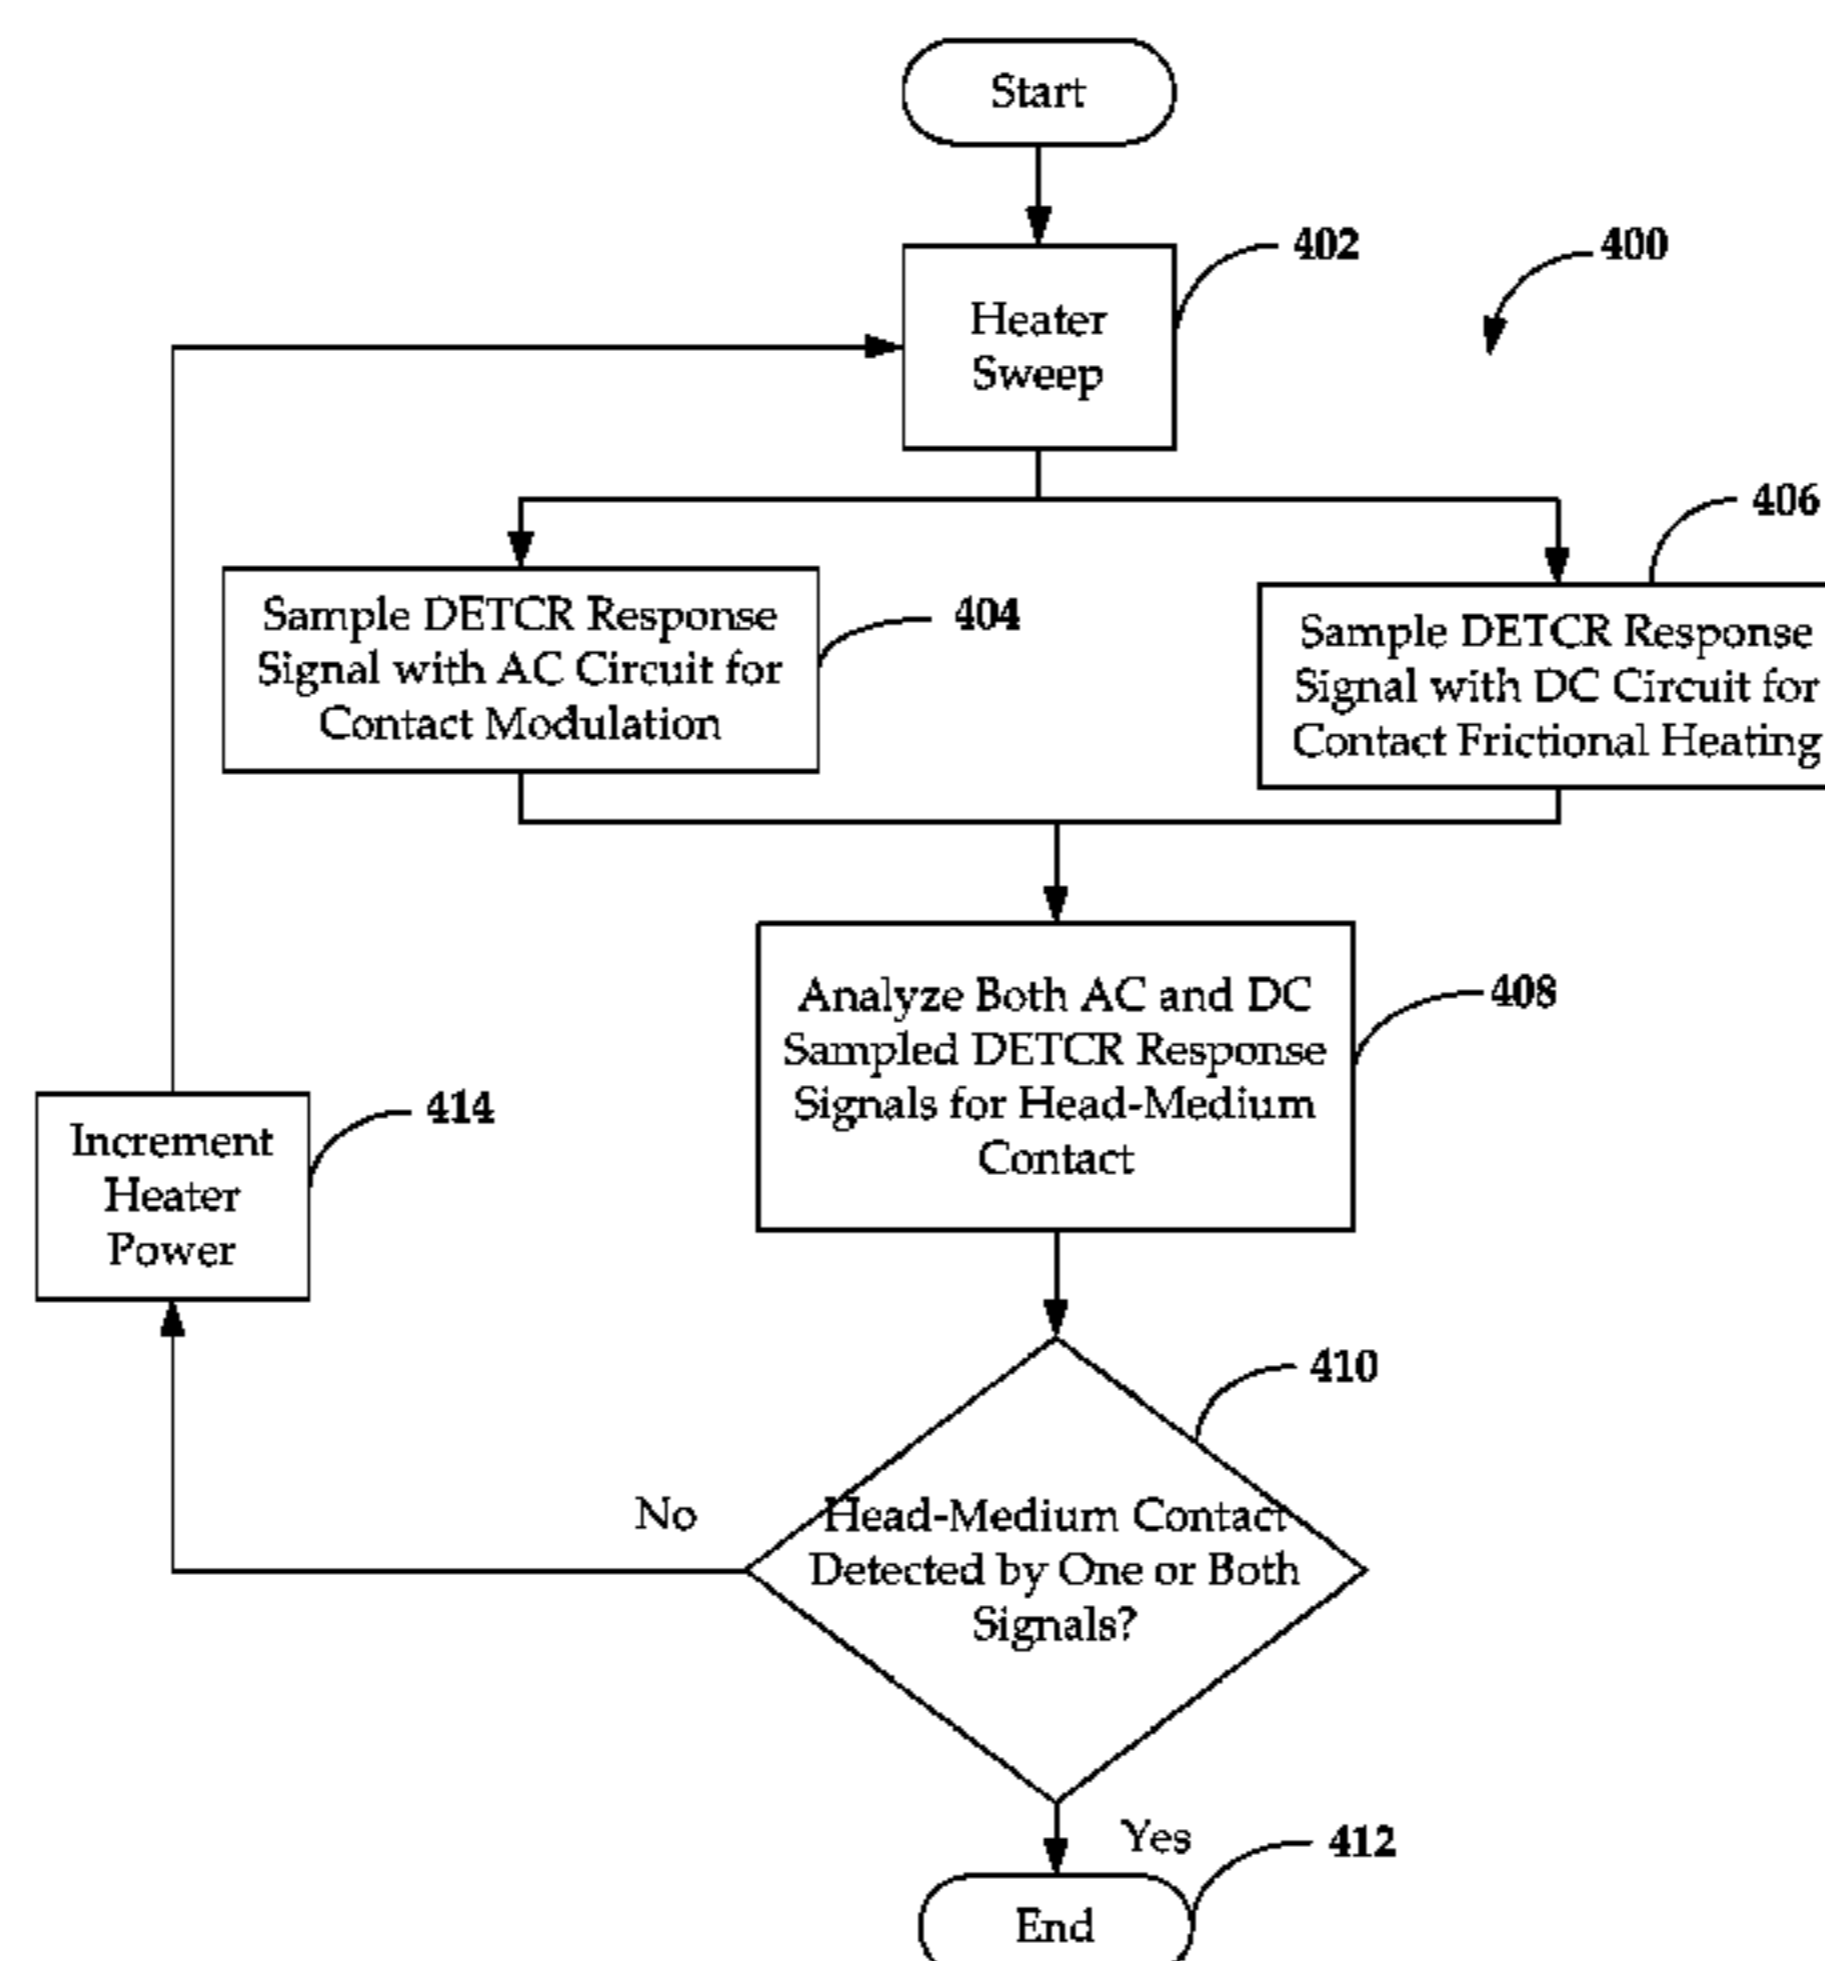 Start
402
400
Heater
Sweep
406
404
Sample DETCR Response
Signal with AC Circuit for
Contact Modulation
Sample DETCR Response
Signal with DC Circuit for
Contact Frictional Heating
408
Analyze Both AC and DC
Sampled DETCR Response
Signals for Head-Medium
Contact
414
Increment
Heater
Power
410
No
Head-Medium Contact
Detected by One or Both
Signals?
Yes
412
End